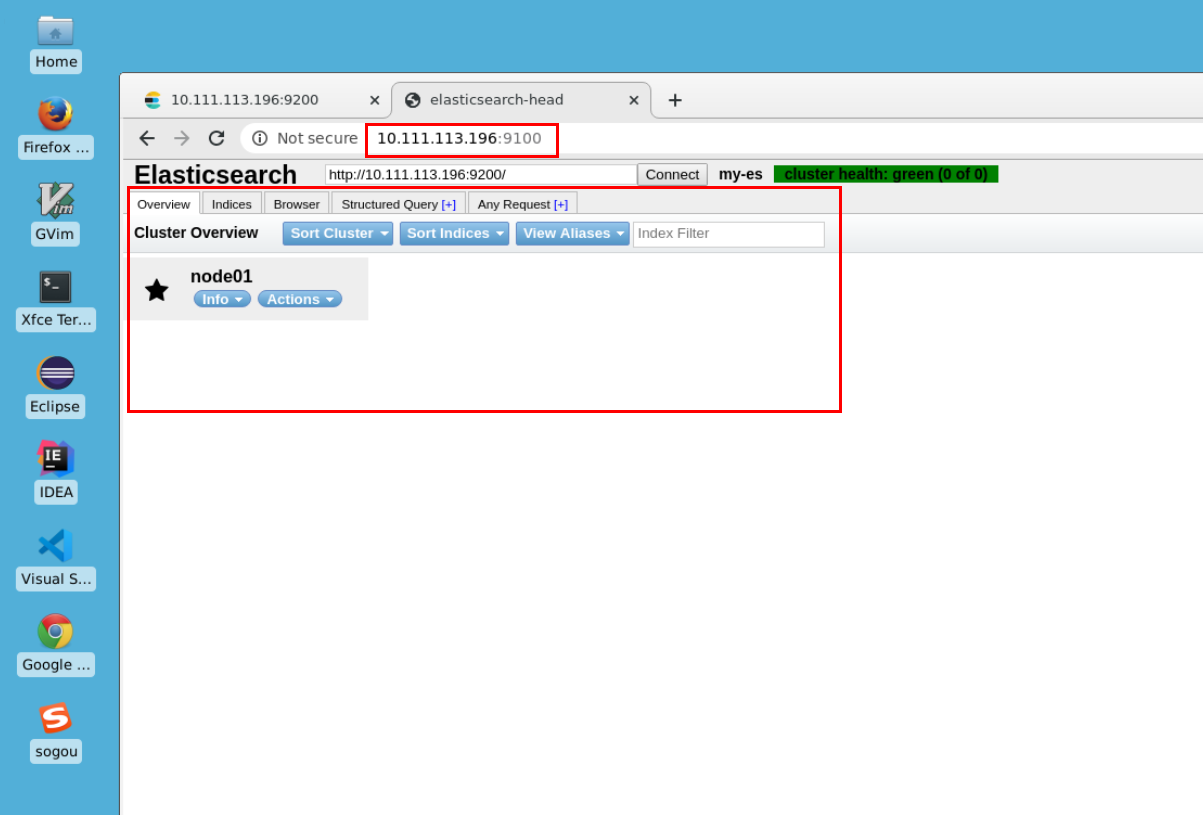 Home
Firefox ...
GVim
Xfce Ter...
Eclipse
IDEA
Visual S...
Google ...
sogou
10.111.113.196:9200
elasticsearch-head
Not secure 10.111.113.196:9100
Elasticsearch http://10.111.113.196:9200/ Connect my-es cluster health: green (0 of 0)
Overview Indices Browser Structured Query [+] Any Request [+]
Cluster Overview Sort Cluster Sort Indices View Aliases Index Filter
node01
Info Actions
$_
IE
Vim